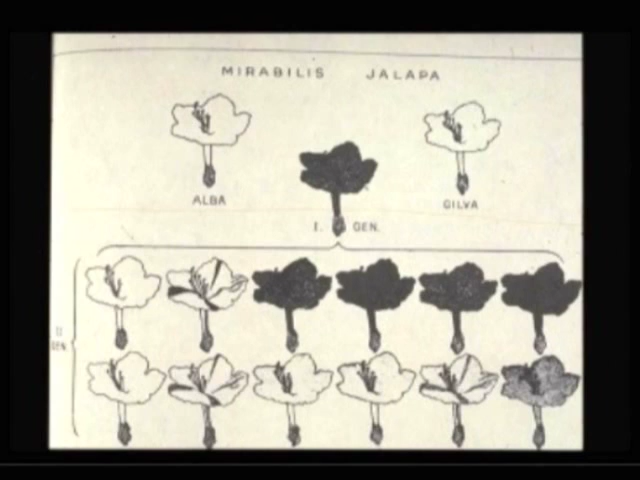 MIRABILIS JALAPA
ALBA
GILVA
I. GEN.
II
GEN.